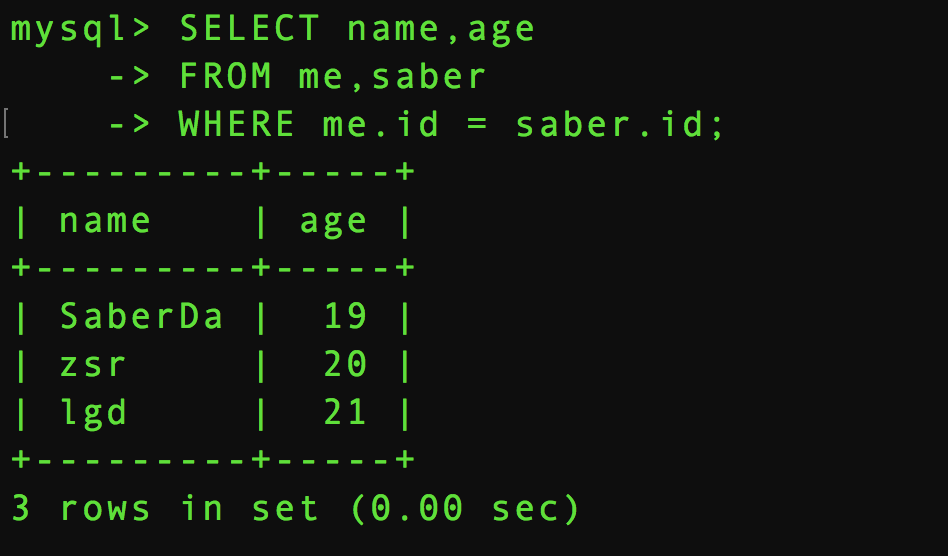 mysql> SELECT name,age
    -> FROM me,saber
[    -> WHERE me.id = saber.id;
+---------+-----+
| name    | age |
+---------+-----+
| SaberDa |  19 |
| zsr     |  20 |
| lgd     |  21 |
+---------+-----+
3 rows in set (0.00 sec)